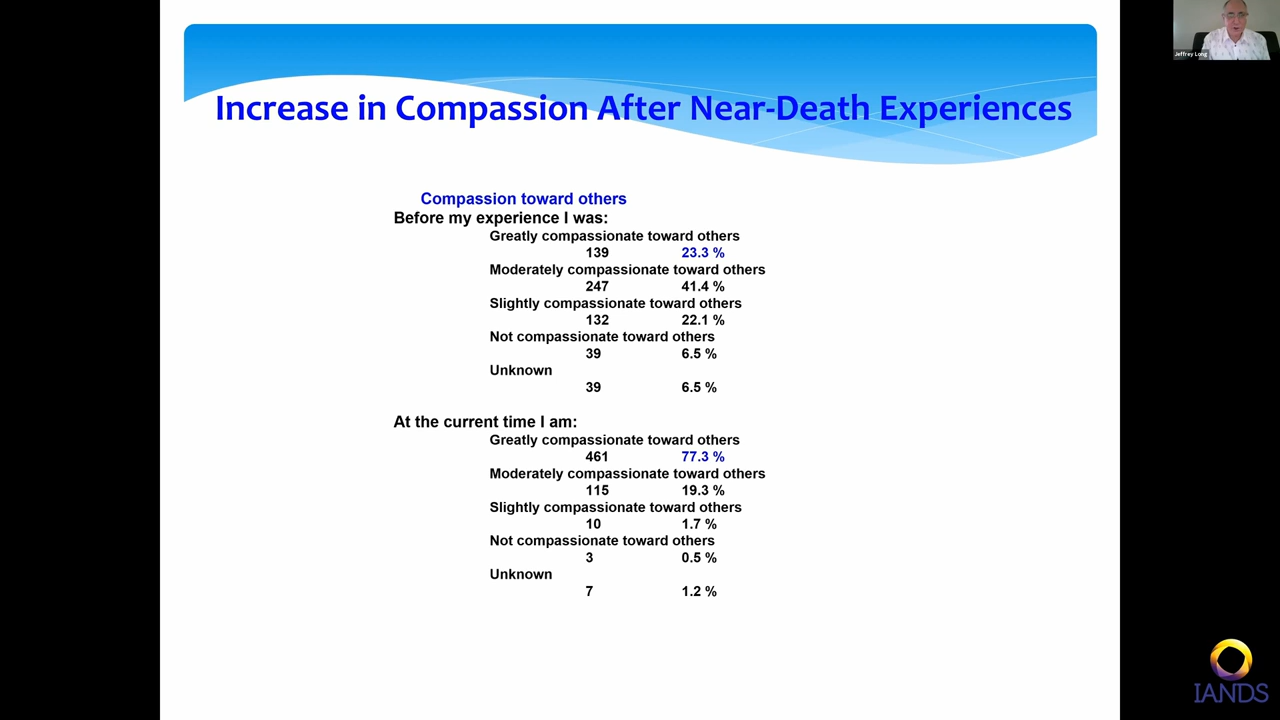 Jeffrey Long
Increase in Compassion After Near-Death Experiences
Compassion toward others
Before my experience I was:
Greatly compassionate toward others
139 23.3 %
Moderately compassionate toward others
247 41.4 %
Slightly compassionate toward others
132 22.1 %
Not compassionate toward others
39 6.5 %
Unknown
39 6.5 %
At the current time I am:
Greatly compassionate toward others
461 77.3 %
Moderately compassionate toward others
115 19.3 %
Slightly compassionate toward others
10 1.7 %
Not compassionate toward others
3 0.5 %
Unknown
7 1.2 %
IANDS